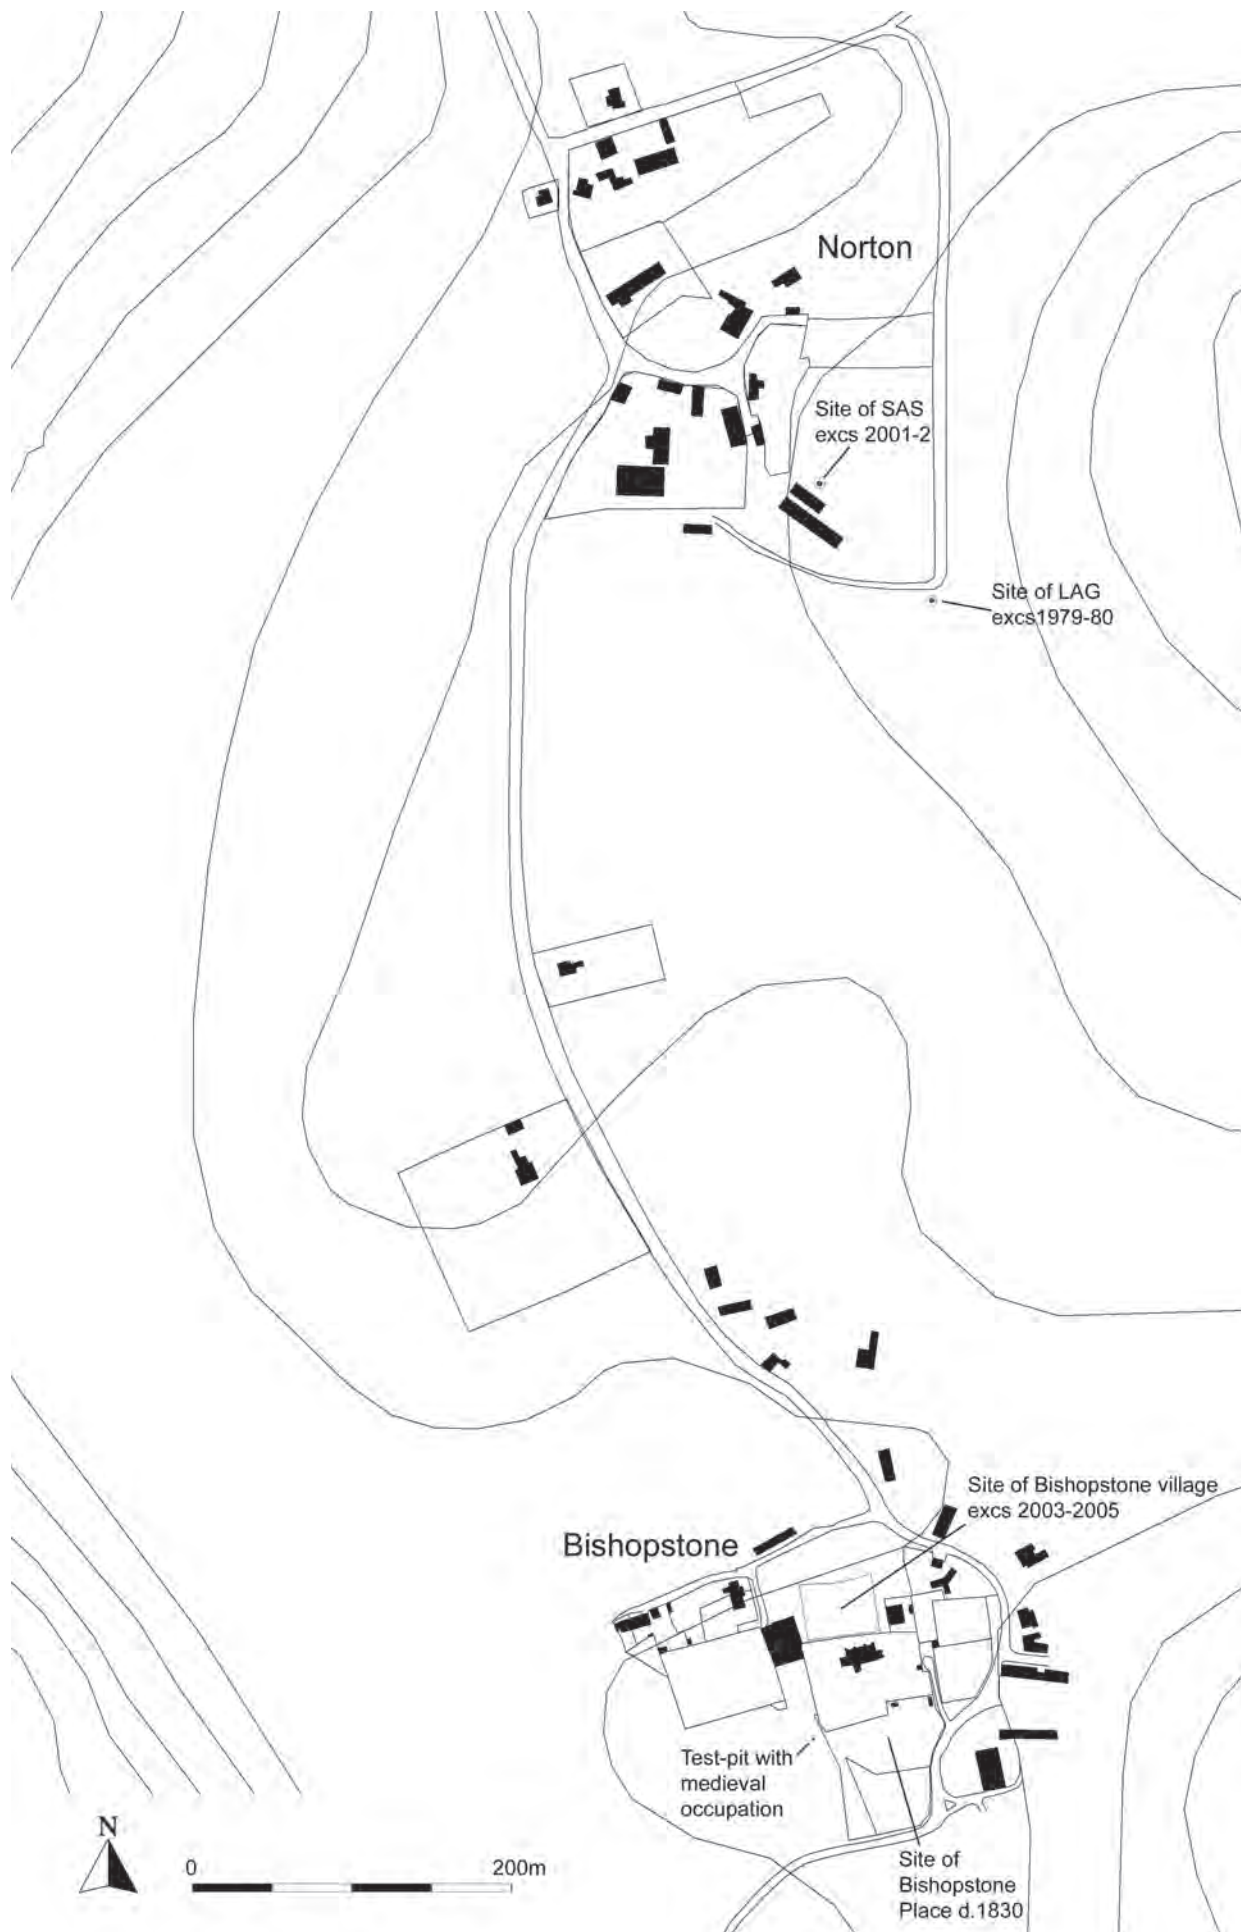 Norton
Site of SAS
excs 2001-2
Site of LAG
excs1979-80
Site of Bishopstone village
excs 2003-2005
Bishopstone
Test-pit with
medieval
occupation
N
0
200m
Site of
Bishopstone
Place d.1830